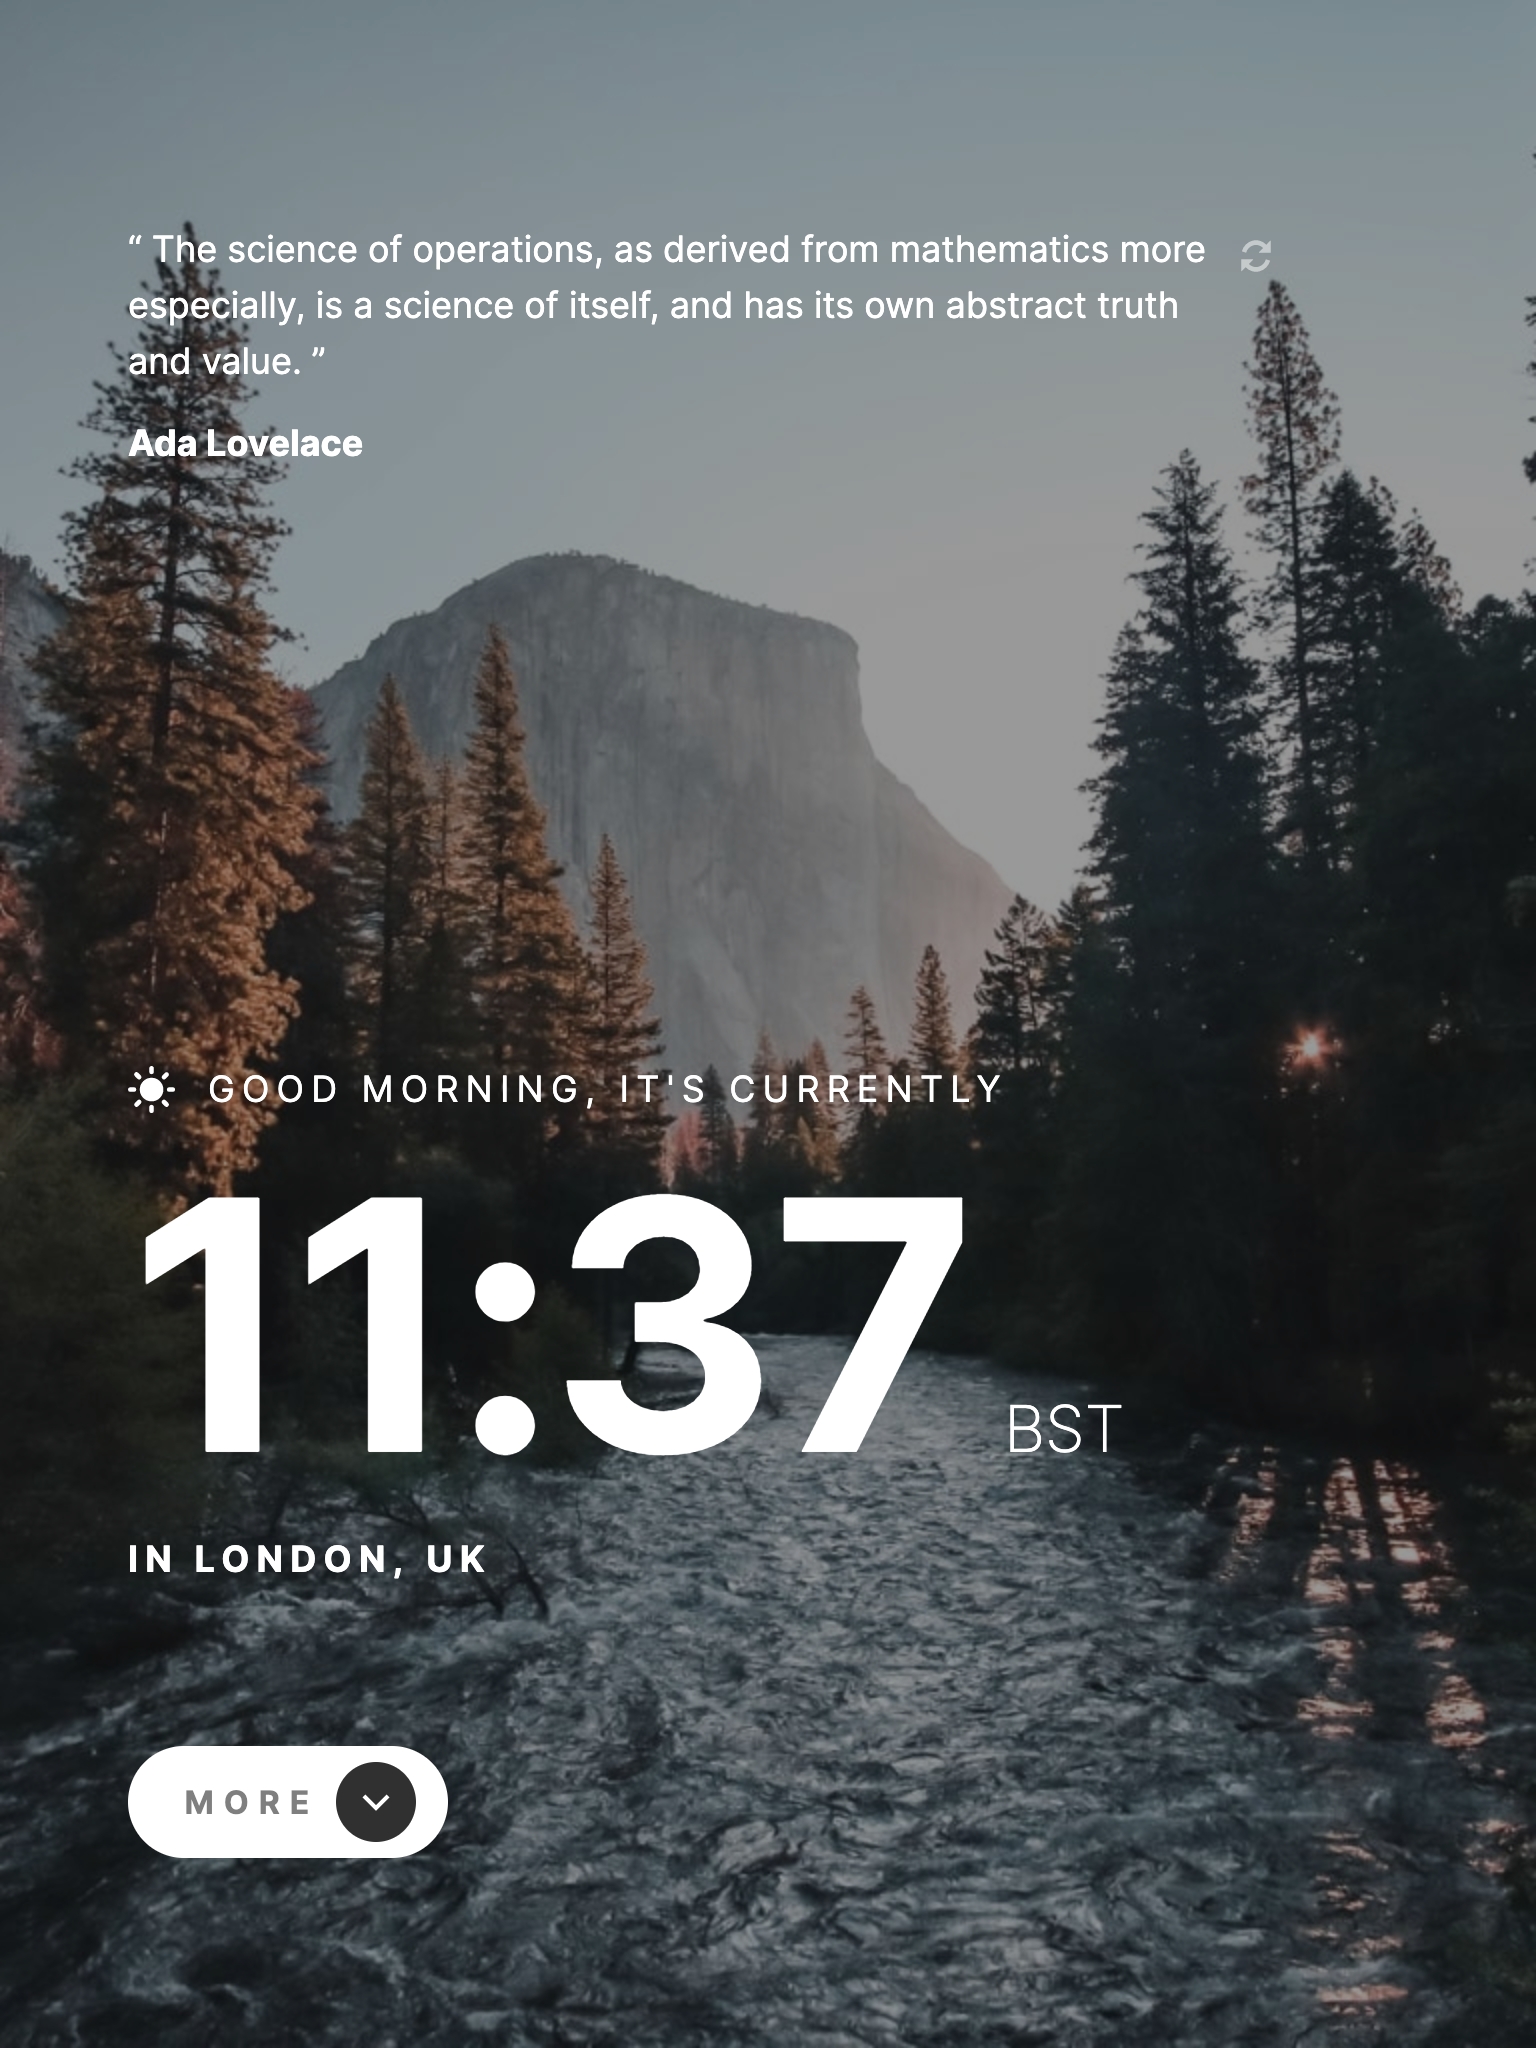 “ The science of operations, as derived from mathematics more
especially, is a science of itself, and has its own abstract truth
and value. ”
Ada Lovelace
GOOD MORNING, IT'S CURRENTLY
11:37 BST
IN LONDON, UK
MORE